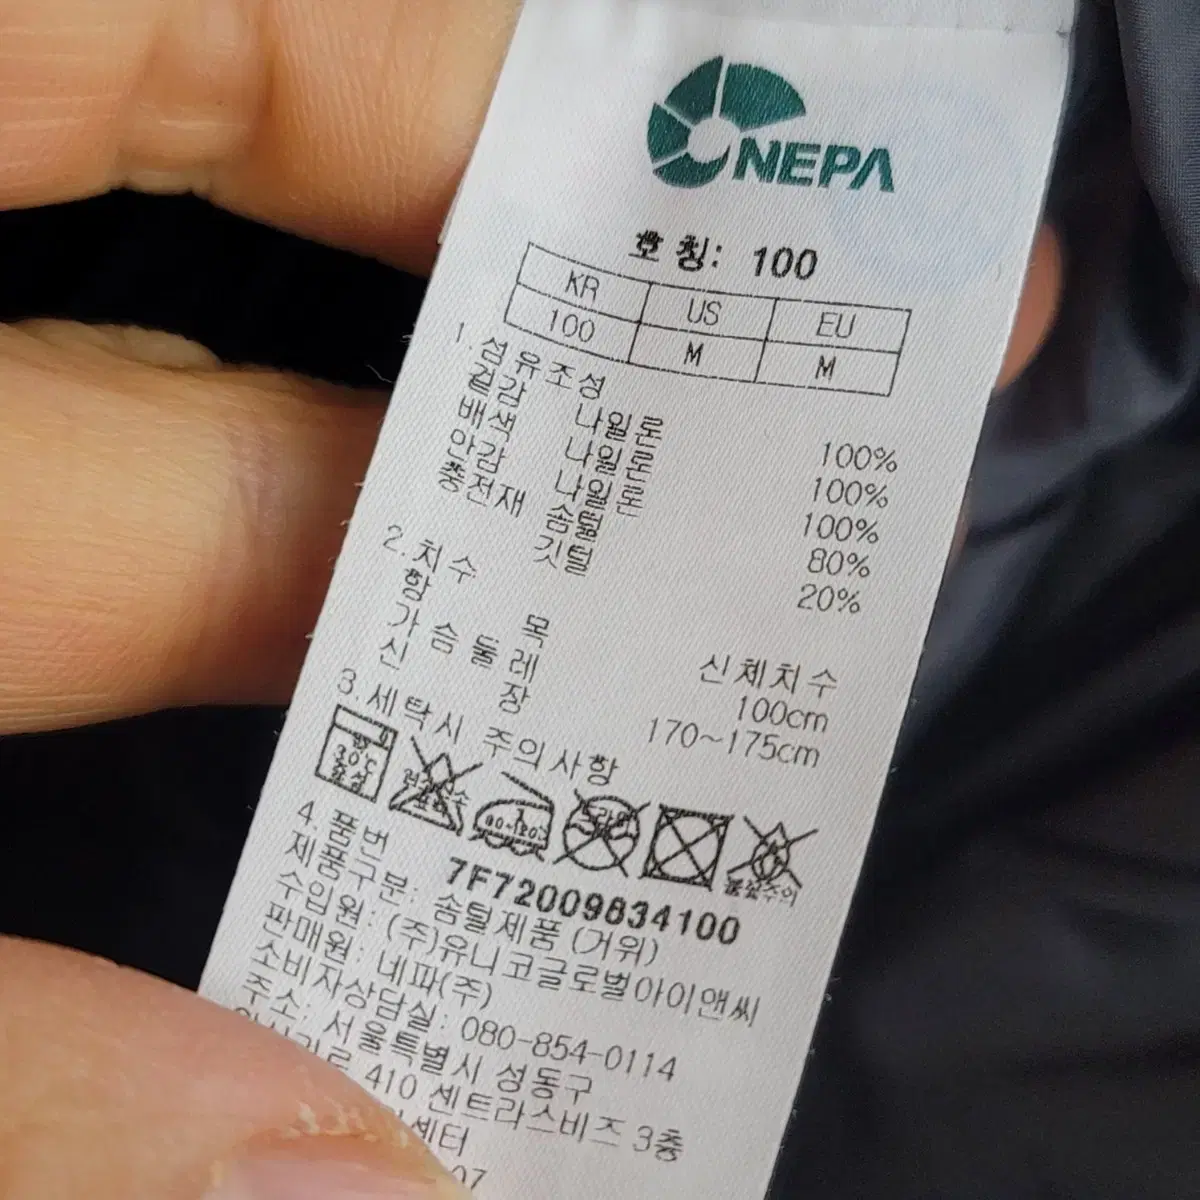 NEPA
호칭: 100
KR US EU
100 M M
1. 섬유조성
겉감 나일론 100%
배색 나일론 100%
안감 나일론 100%
충전재 솜털 80%
깃털 20%
2. 치수
항 목 신체치수
가슴둘레 100cm
신 장 170~175cm
3. 세탁시 주의사항
30℃ 중성
4. 품번 7F72009834100
제품구분: 솜털제품 (거위)
수입원: (주)유니코글로벌아이앤씨
판매원: 네파(주)
소비자상담실: 080-854-0114
주소: 서울특별시 성동구
410 센트라스비즈 3층
센터
07